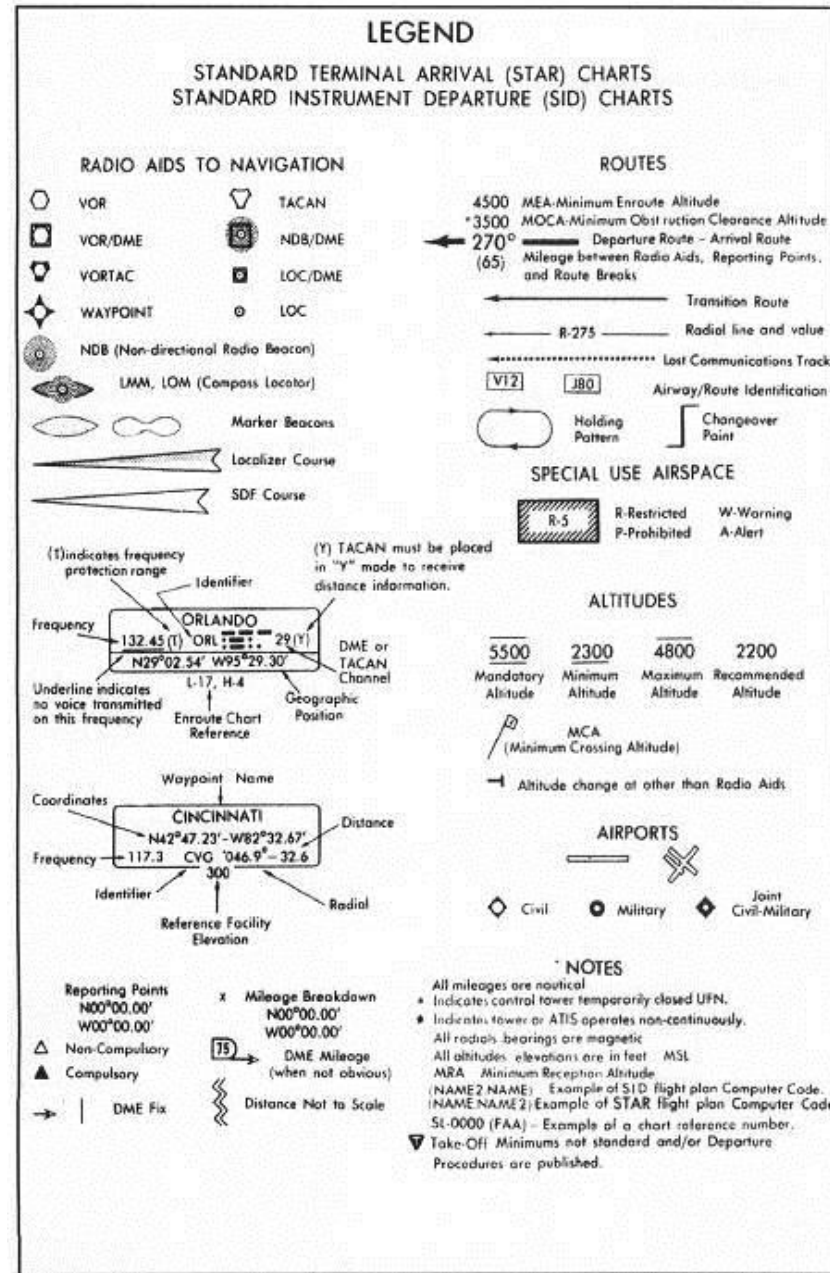 LEGEND
STANDARD TERMINAL ARRIVAL (STAR) CHARTS
STANDARD INSTRUMENT DEPARTURE (SID) CHARTS
RADIO AIDS TO NAVIGATION
VOR
TACAN
VOR/DME
NDB/DME
VORTAC
LOC/DME
WAYPOINT
LOC
NDB (Non-directional Radio Beacon)
LMM, LOM (Compass Locator)
Marker Beacons
Localizer Course
SDF Course
(T)indicates frequency
protection range
Identifier
(Y) TACAN must be placed
in "Y" mode to receive
distance information.
Frequency
ORLANDO
132.45(T) ORL 29(Y)
N29°02.54' W95°29.30'
L-17, H-4
DME or
TACAN
Channel
Underline indicates
no voice transmitted
on this frequency
Geographic
Position
Enroute Chart
Reference
Waypoint Name
Coordinates
CINCINNATI
N42°47.23'-W82°32.67'
117.3 CVG °046.9°-32.6
300
Distance
Frequency
Identifier
Radial
Reference Facility
Elevation
Reporting Points
N00°00.00'
W00°00.00'
Non-Compulsory
Compulsory
DME Fix
x Mileage Breakdown
N00°00.00'
W00°00.00'
75
DME Mileage
(when not obvious)
Distance Not to Scale
ROUTES
4500 MEA-Minimum Enroute Altitude
*3500 MOCA-Minimum Obstruction Clearance Altitude
270° Departure Route - Arrival Route
(65) Mileage between Radio Aids, Reporting Points,
and Route Breaks
Transition Route
R-275 Radial line and value
Lost Communications Track
V12 J80 Airway/Route Identification
Holding
Pattern
Changeover
Point
SPECIAL USE AIRSPACE
R-5
R-Restricted W-Warning
P-Prohibited A-Alert
ALTITUDES
5500 2300 4800 2200
Mandatory Minimum Maximum Recommended
Altitude Altitude Altitude Altitude
MCA
(Minimum Crossing Altitude)
Altitude change at other than Radio Aids
AIRPORTS
Civil
Military
Joint
Civil-Military
NOTES
All mileages are nautical
* Indicates control tower temporarily closed UFN.
Indicates tower or ATIS operates non-continuously.
All radials bearings are magnetic
All altitudes elevations are in feet MSL
MRA Minimum Reception Altitude
(NAME2.NAME) Example of SID flight plan Computer Code.
(NAME.NAME2) Example of STAR flight plan Computer Code
SL-0000 (FAA) - Example of a chart reference number.
T Take-Off Minimums not standard and/or Departure
Procedures are published.